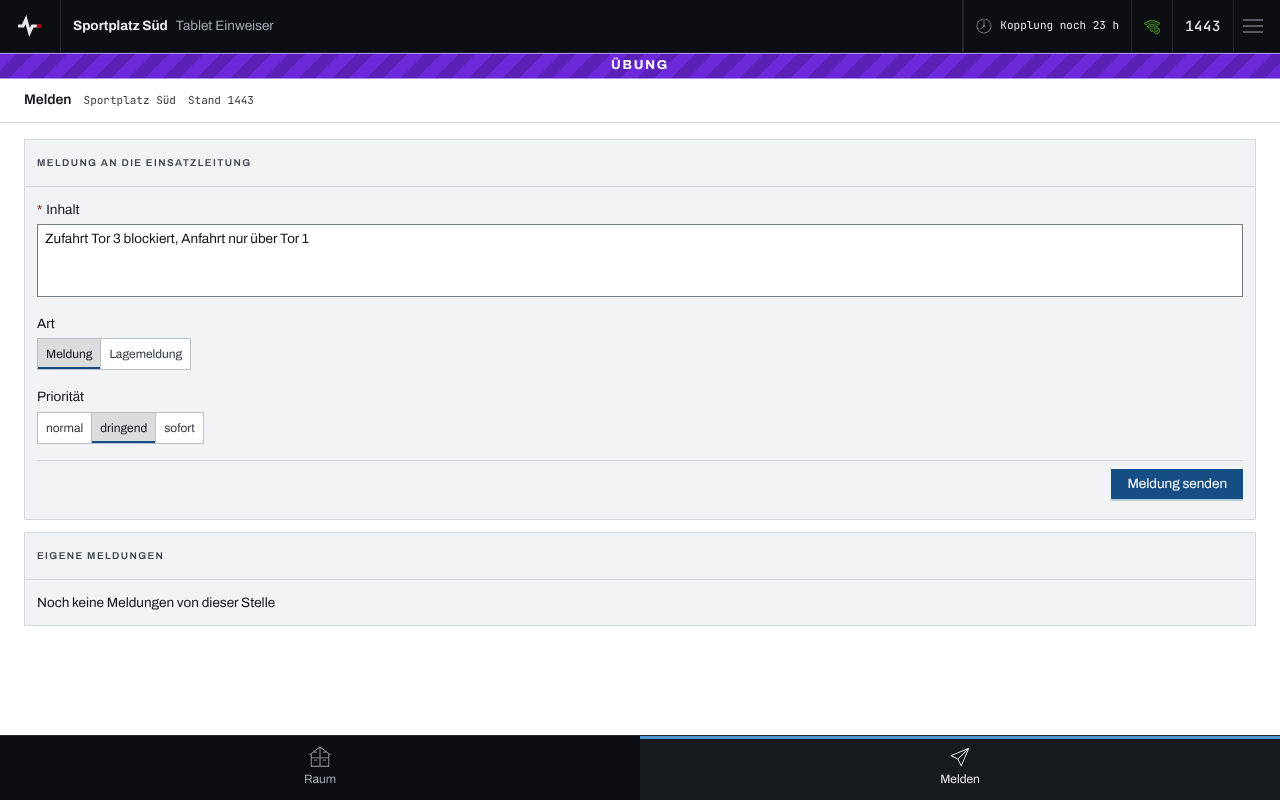 Sportplatz Süd Tablet Einweiser Kopplung noch 23 h 1443
ÜBUNG
Melden Sportplatz Süd Stand 1443
MELDUNG AN DIE EINSATZLEITUNG
* Inhalt
Zufahrt Tor 3 blockiert, Anfahrt nur über Tor 1
Art
Meldung Lagemeldung
Priorität
normal dringend sofort
Meldung senden
EIGENE MELDUNGEN
Noch keine Meldungen von dieser Stelle
Raum Melden